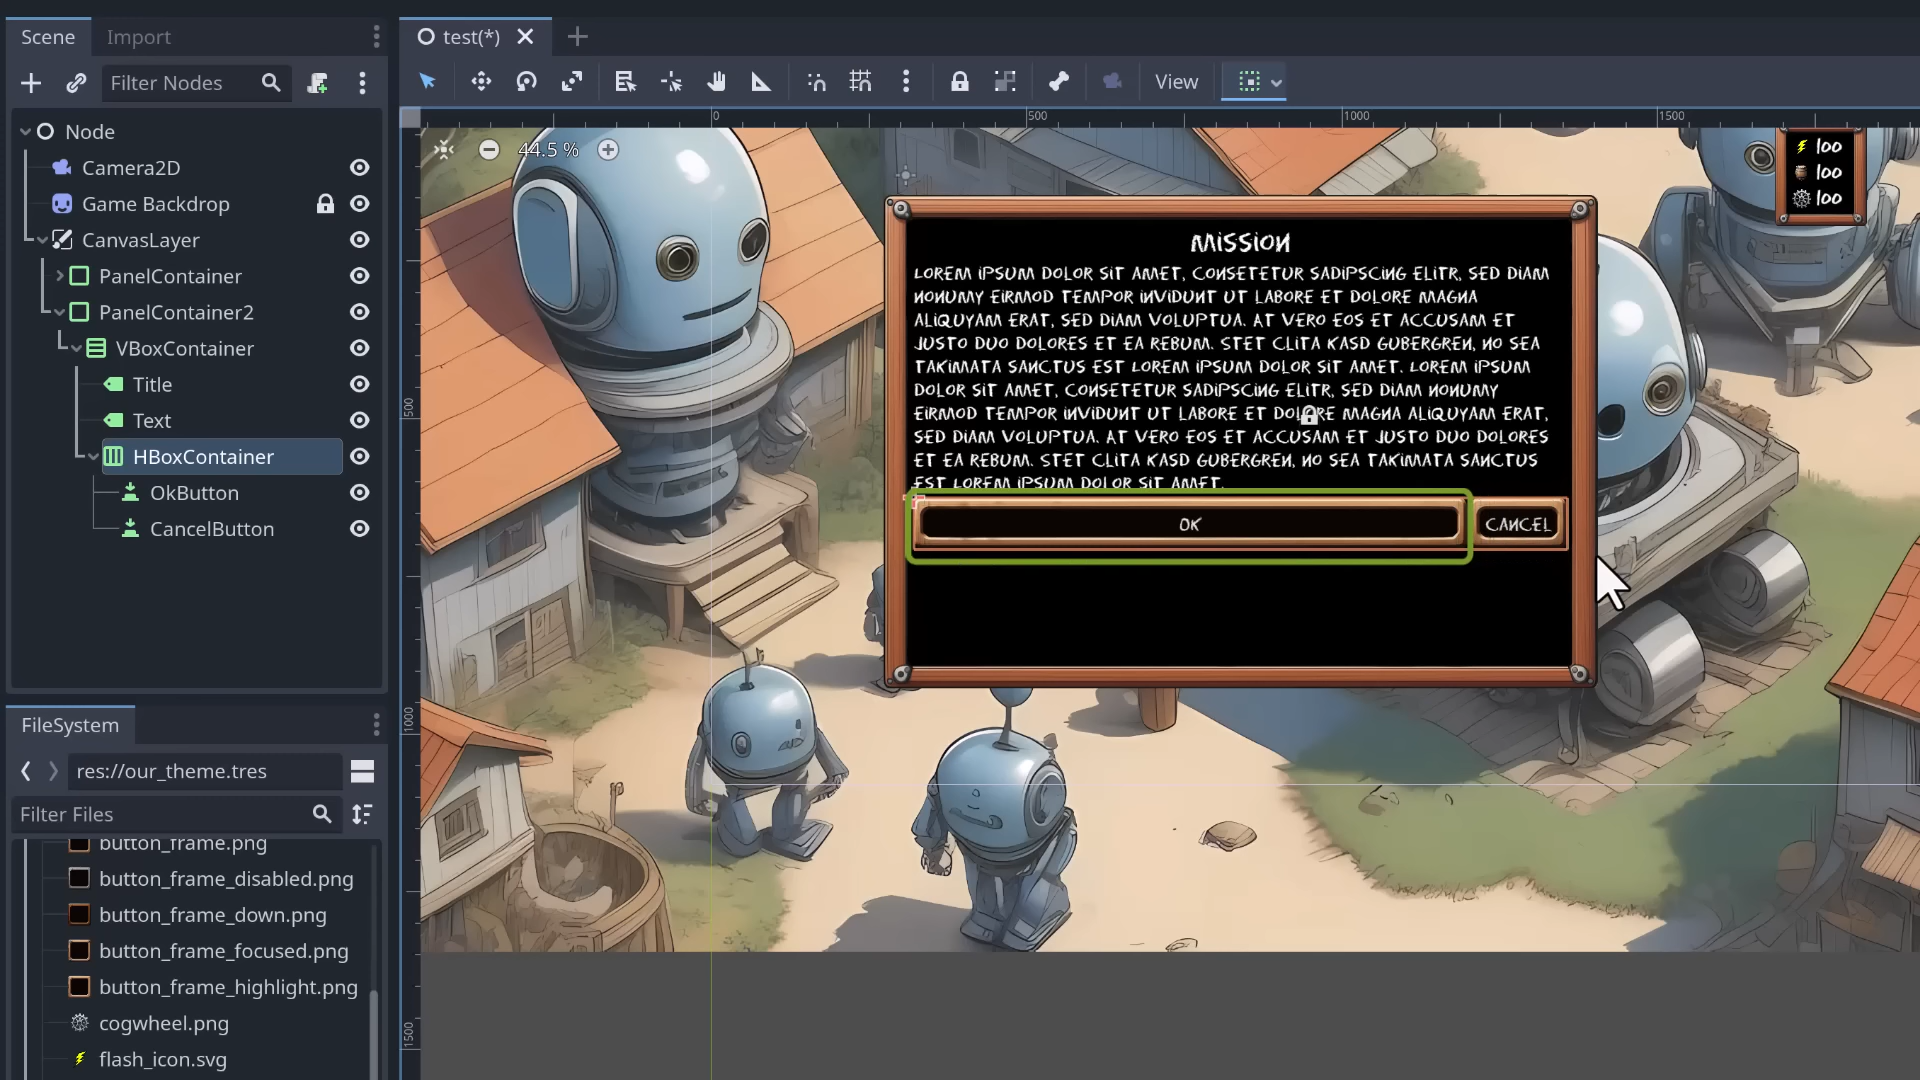 Scene
Import
test(*)
Filter Nodes
View
Node
Camera2D
Game Backdrop
CanvasLayer
PanelContainer
PanelContainer2
VBoxContainer
Title
Text
HBoxContainer
OkButton
CancelButton
0
500
1000
1500
44.5 %
500
1000
1500
100
100
100
MISSION
LOREM IPSUM DOLOR SIT AMET, CONSETETUR SADIPSCING ELITR, SED DIAM
NONUMY EIRMOD TEMPOR INVIDUNT UT LABORE ET DOLORE MAGNA
ALIQUYAM ERAT, SED DIAM VOLUPTUA. AT VERO EOS ET ACCUSAM ET
JUSTO DUO DOLORES ET EA REBUM. STET CLITA KASD GUBERGREN, NO SEA
TAKIMATA SANCTUS EST LOREM IPSUM DOLOR SIT AMET. LOREM IPSUM
DOLOR SIT AMET, CONSETETUR SADIPSCING ELITR, SED DIAM NONUMY
EIRMOD TEMPOR INVIDUNT UT LABORE ET DOLORE MAGNA ALIQUYAM ERAT,
SED DIAM VOLUPTUA. AT VERO EOS ET ACCUSAM ET JUSTO DUO DOLORES
ET EA REBUM. STET CLITA KASD GUBERGREN, NO SEA TAKIMATA SANCTUS
EST LOREM IPSUM DOLOR SIT AMET.
OK
CANCEL
FileSystem
res://our_theme.tres
Filter Files
button_frame.png
button_frame_disabled.png
button_frame_down.png
button_frame_focused.png
button_frame_highlight.png
cogwheel.png
flash_icon.svg